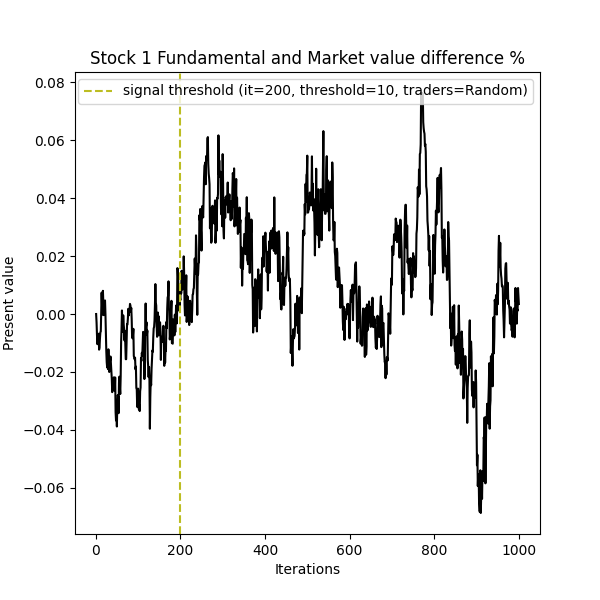 Stock 1 Fundamental and Market value difference %
signal threshold (it=200, threshold=10, traders=Random)
0.08
0.06
0.04
0.02
0.00
−0.02
−0.04
−0.06
Present value
0 200 400 600 800 1000
Iterations